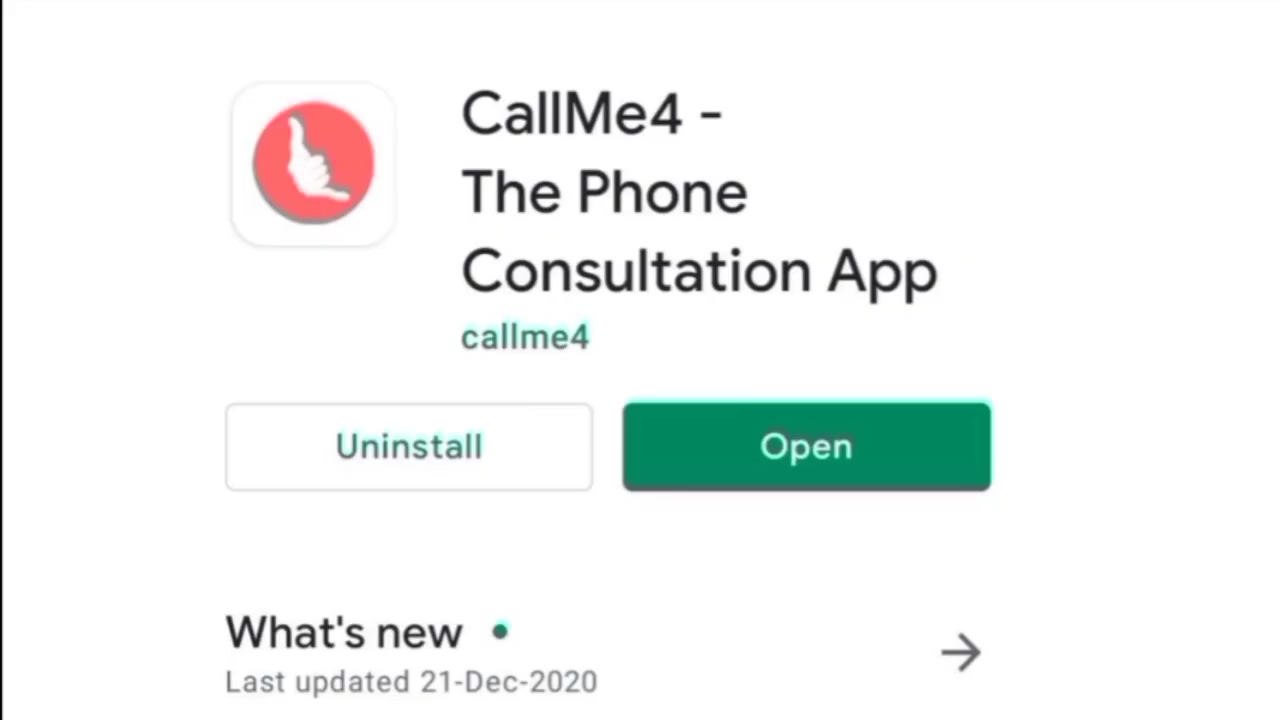 CallMe4 -
The Phone
Consultation App
callme4
Uninstall
Open
What's new
Last updated 21-Dec-2020